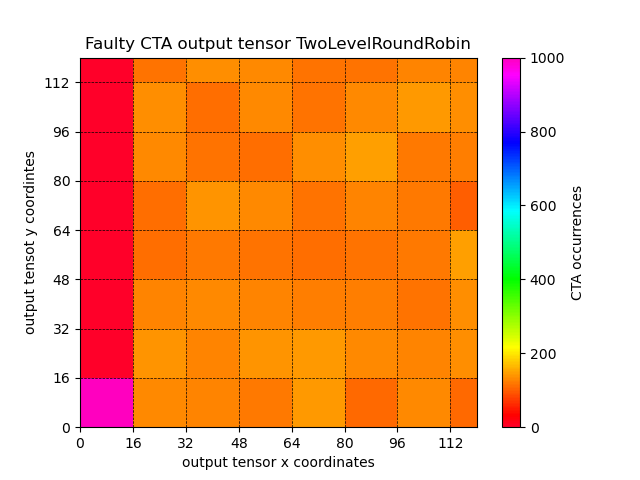 Faulty CTA output tensor TwoLevelRoundRobin
112
96
80
64
48
32
16
0
output tensot y coordintes
0 16 32 48 64 80 96 112
output tensor x coordinates
1000
800
600
400
200
0
CTA occurrences